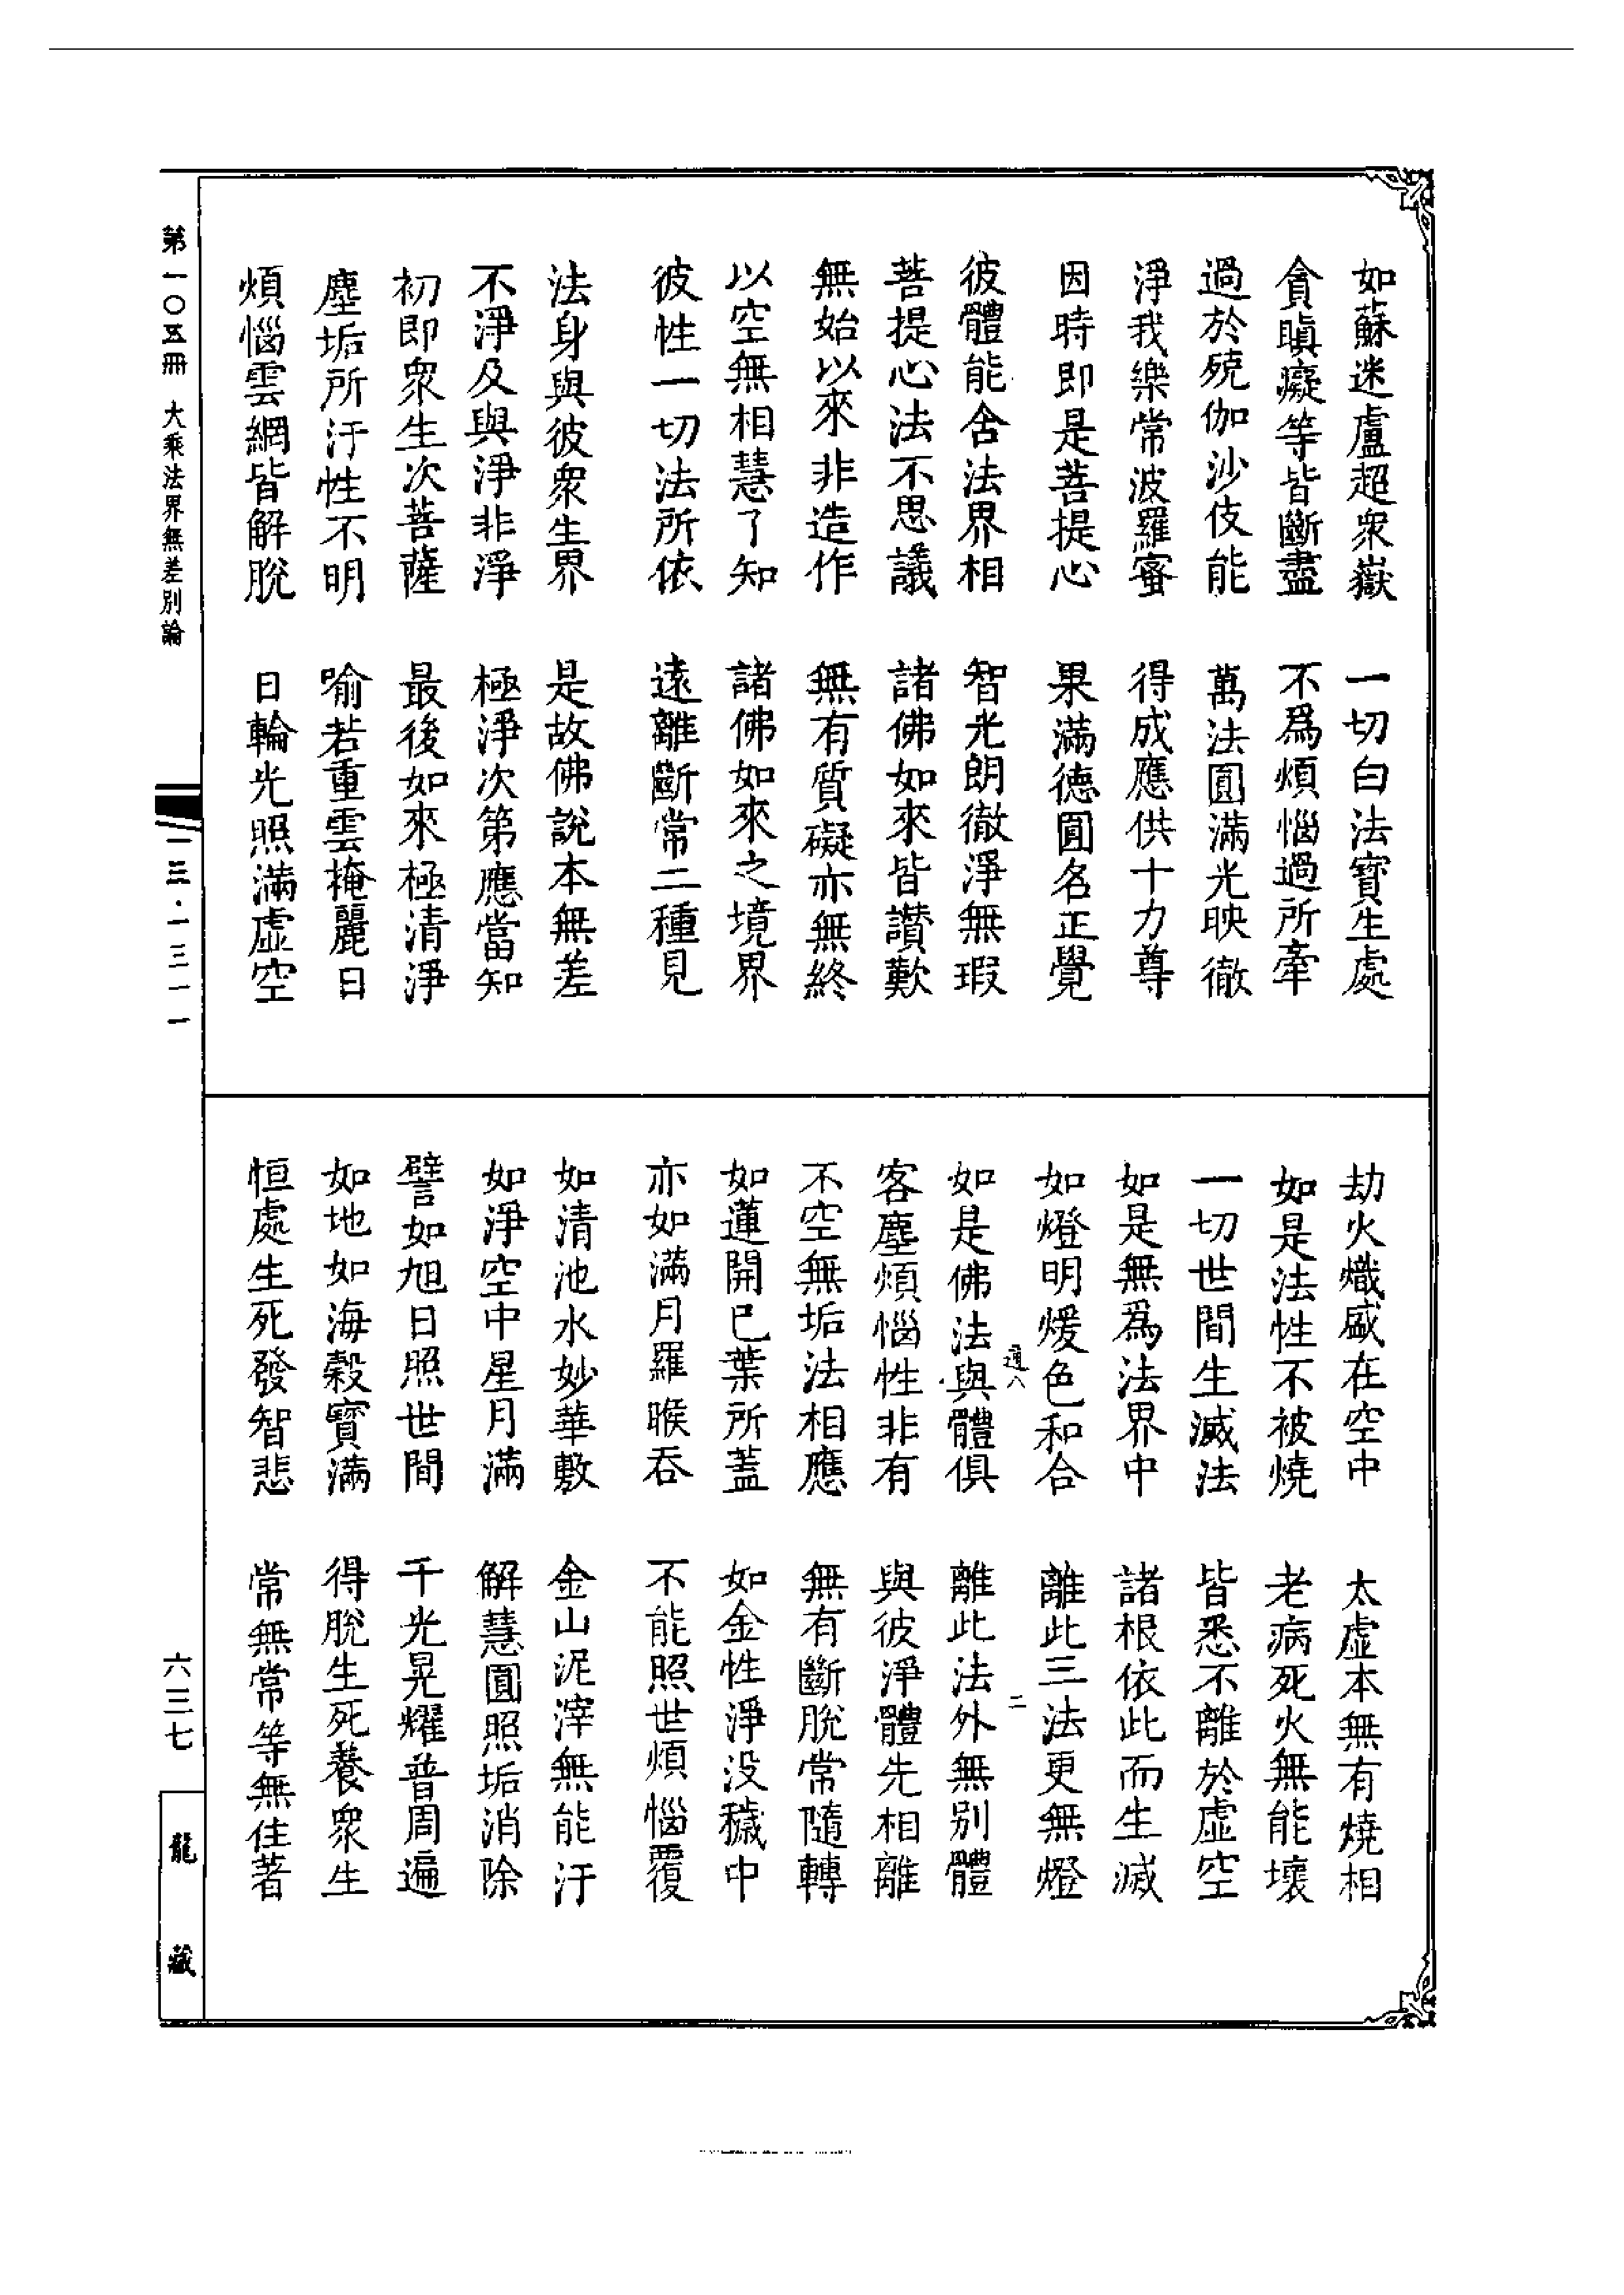 如蘇迷盧超衆嶽　一切白法寶生處
貪瞋癡等皆斷盡　不爲煩惱過所牽
過於殑伽沙伎能　萬法圓滿光映徹
淨我樂常波羅蜜　得成應供十力尊
因時即是菩提心　果滿德圓名正覺
彼體能含法界相　智光朗徹淨無瑕
菩提心法不思議　諸佛如來皆讚歎
無始以來非造作　無有質礙亦無終
以空無相慧了知　諸佛如來之境界
彼性一切法所依　遠離斷常二種見
法身與彼衆生界　是故佛說本無差
不淨及與淨非淨　極淨次第應當知
初即衆生次菩薩　最後如來極清淨
塵垢所汙性不明　喻若重雲掩麗日
煩惱雲網皆解脫　日輪光照滿虛空
劫火熾盛在空中　太虛本無有燒相
如是法性不被燒　老病死火無能壞
一切世間生滅法　皆悉不離於虛空
如是無爲法界中　諸根依此而生滅
如燈明煖色和合　離此三法更無燈
通六　二
如是佛法與體俱　離此法外無別體
客塵煩惱性非有　與彼淨體先相離
不空無垢法相應　無有斷脫常隨轉
如蓮開已葉所蓋　如金性淨没穢中
亦如滿月羅睺吞　不能照世煩惱覆
如清池水妙華敷　金山泥滓無能汙
如淨空中星月滿　解慧圓照垢消除
譬如旭日照世間　千光晃耀普周遍
如地如海穀寶滿　得脫生死養衆生
恒處生死發智悲　常無常等無住著
第一〇五冊　大乘法界無差別論　一三·一三一一　六三七　龍藏